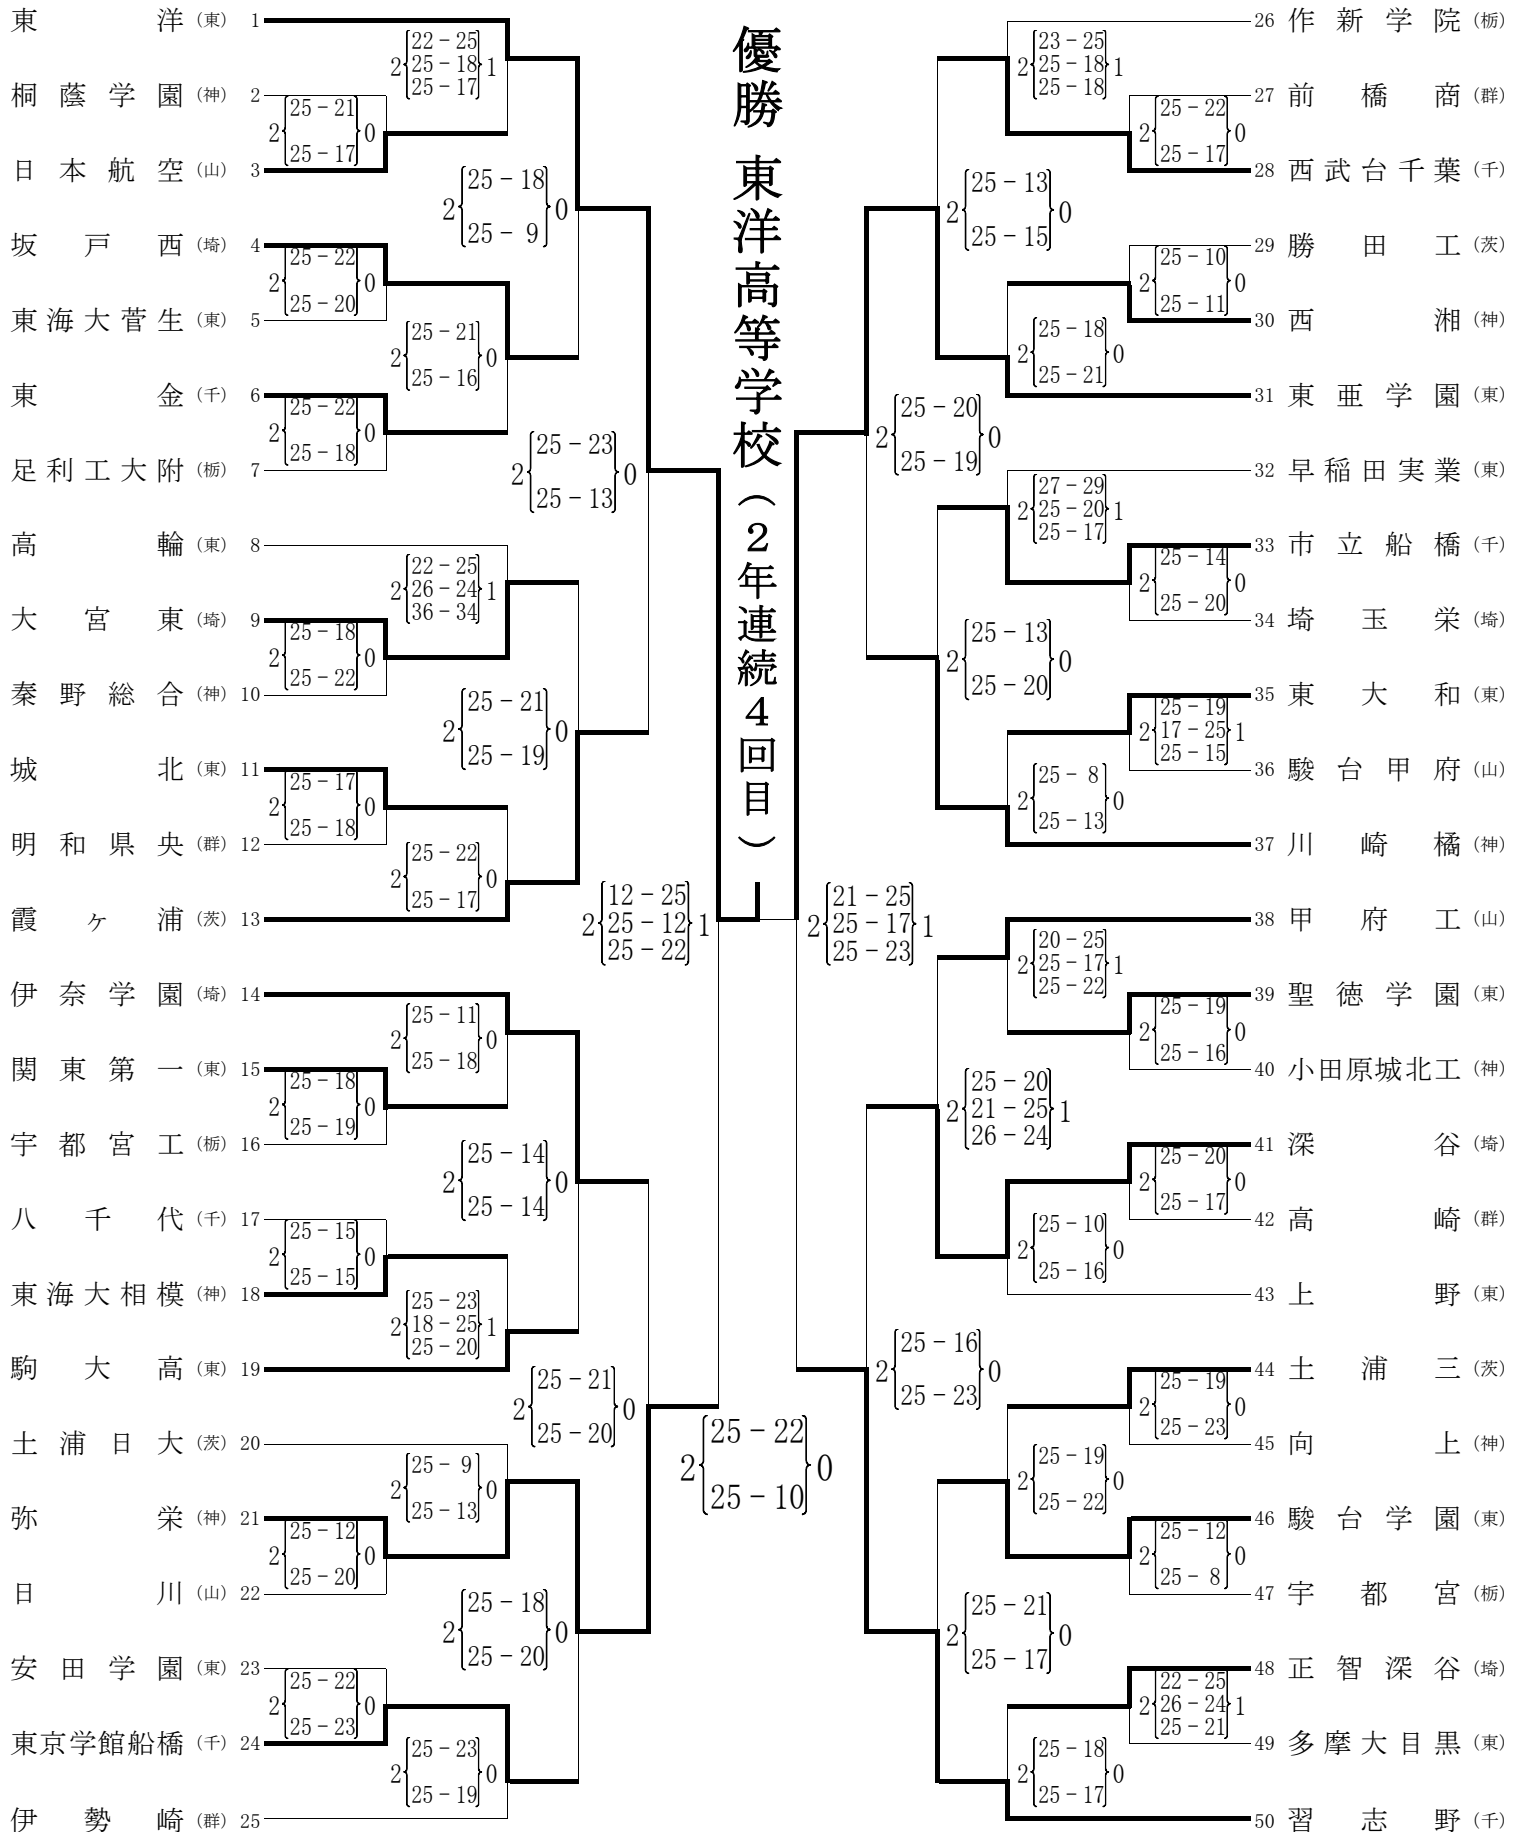 優勝 東洋高等学校（２年連続４回目）
東洋（東）1
桐蔭学園（神）2
日本航空（山）3
坂戸西（埼）4
東海大菅生（東）5
東金（千）6
足利工大附（栃）7
高輪（東）8
大宮東（埼）9
秦野総合（神）10
城北（東）11
明和県央（群）12
霞ヶ浦（茨）13
伊奈学園（埼）14
関東第一（東）15
宇都宮工（栃）16
八千代（千）17
東海大相模（神）18
駒大高（東）19
土浦日大（茨）20
弥栄（神）21
日川（山）22
安田学園（東）23
東京学館船橋（千）24
伊勢崎（群）25
2 25－21 0
25－17
2 25－22 0
25－20
2 25－22 0
25－18
2 25－18 0
25－22
2 25－17 0
25－18
2 25－18 0
25－19
2 25－15 0
25－15
2 25－12 0
25－20
2 25－22 0
25－23
22－25
2 25－18 1
25－17
2 25－21 0
25－16
22－25
2 26－24 1
36－34
2 25－22 0
25－17
2 25－11 0
25－18
25－23
2 18－25 1
25－20
2 25－9 0
25－13
2 25－23 0
25－19
2 25－18 0
25－9
2 25－21 0
25－19
2 25－14 0
25－14
2 25－18 0
25－20
2 25－23 0
25－13
2 25－21 0
25－20
12－25
2 25－12 1
25－22
2 25－22 0
25－10
21－25
2 25－17 1
25－23
2 25－20 0
25－19
2 25－16 0
25－23
2 25－13 0
25－15
2 25－13 0
25－20
25－20
2 21－25 1
26－24
2 25－21 0
25－17
23－25
2 25－18 1
25－18
2 25－18 0
25－21
27－29
2 25－20 1
25－17
2 25－8 0
25－13
20－25
2 25－17 1
25－22
2 25－10 0
25－16
2 25－19 0
25－22
2 25－18 0
25－17
2 25－22 0
25－17
2 25－10 0
25－11
2 25－14 0
25－20
25－19
2 17－25 1
25－15
2 25－19 0
25－16
2 25－20 0
25－17
2 25－19 0
25－23
2 25－12 0
25－8
22－25
2 26－24 1
25－21
26 作新学院（栃）
27 前橋商（群）
28 西武台千葉（千）
29 勝田工（茨）
30 西湘（神）
31 東亜学園（東）
32 早稲田実業（東）
33 市立船橋（千）
34 埼玉栄（埼）
35 東大和（東）
36 駿台甲府（山）
37 川崎橘（神）
38 甲府工（山）
39 聖徳学園（東）
40 小田原城北工（神）
41 深谷（埼）
42 高崎（群）
43 上野（東）
44 土浦三（茨）
45 向上（神）
46 駿台学園（東）
47 宇都宮（栃）
48 正智深谷（埼）
49 多摩大目黒（東）
50 習志野（千）